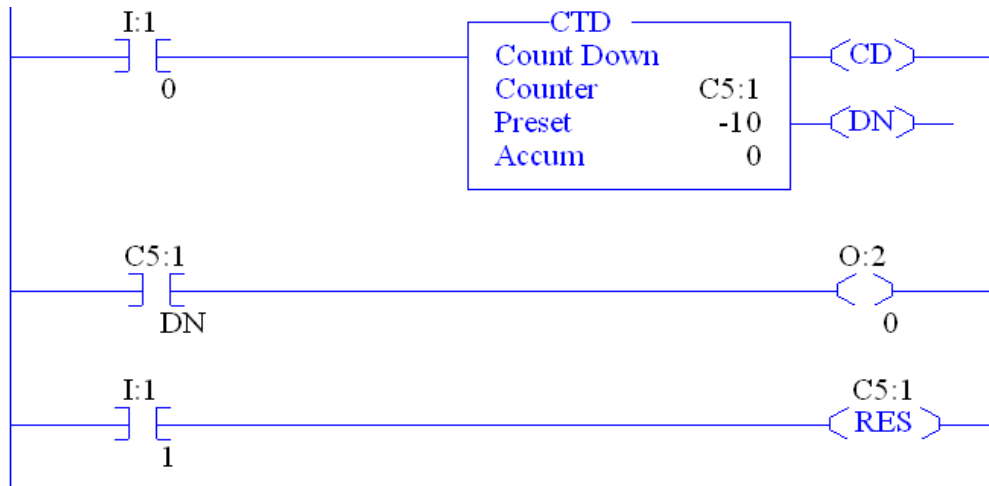 I:1
0
CTD
Count Down
Counter C5:1
Preset -10
Accum 0
CD
DN
C5:1
DN
O:2
0
I:1
1
C5:1
RES